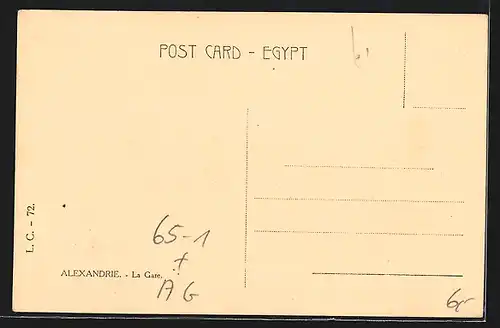 POST CARD - EGYPT
L. C. - 72.
65-1
+
ALEXANDRIE. - La Gare.
AG